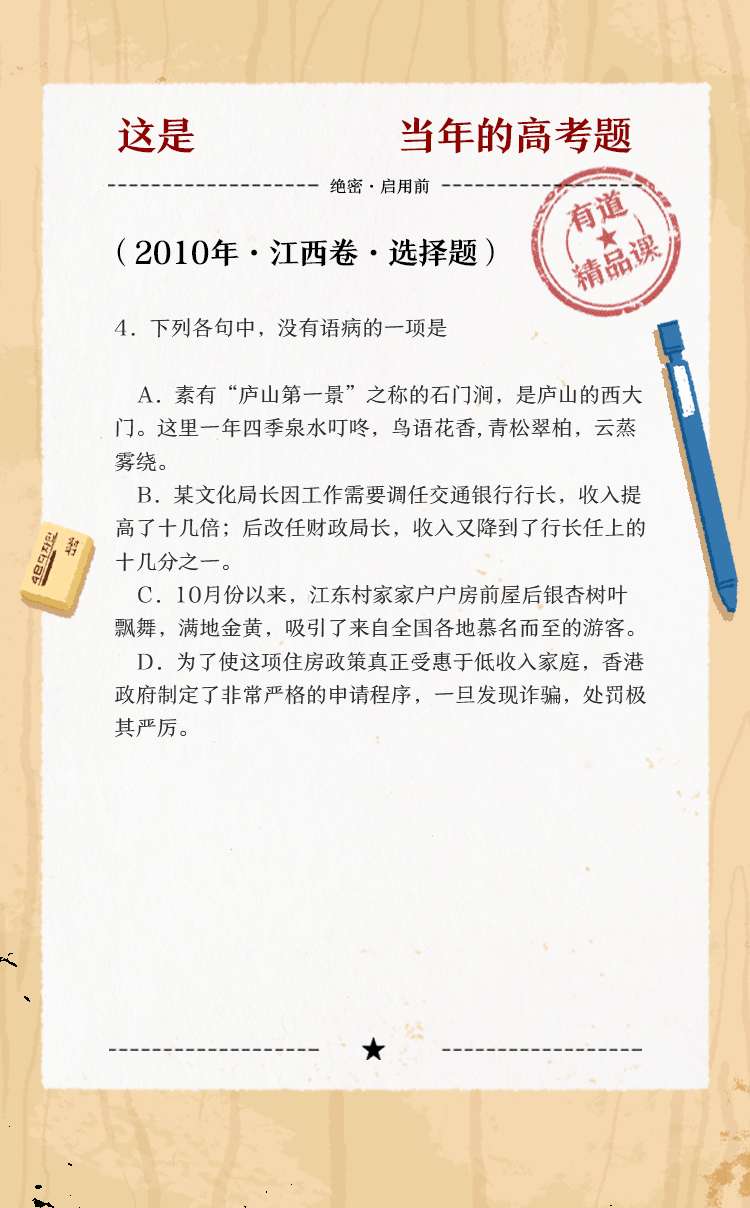 这是 当年的高考题
绝密·启用前
有道
精品课
（2010年·江西卷·选择题）
4．下列各句中，没有语病的一项是
A．素有“庐山第一景”之称的石门涧，是庐山的西大
门。这里一年四季泉水叮咚，鸟语花香,青松翠柏，云蒸
雾绕。
B．某文化局长因工作需要调任交通银行行长，收入提
高了十几倍；后改任财政局长，收入又降到了行长任上的
十几分之一。
C．10月份以来，江东村家家户户房前屋后银杏树叶
飘舞，满地金黄，吸引了来自全国各地慕名而至的游客。
D．为了使这项住房政策真正受惠于低收入家庭，香港
政府制定了非常严格的申请程序，一旦发现诈骗，处罚极
其严厉。